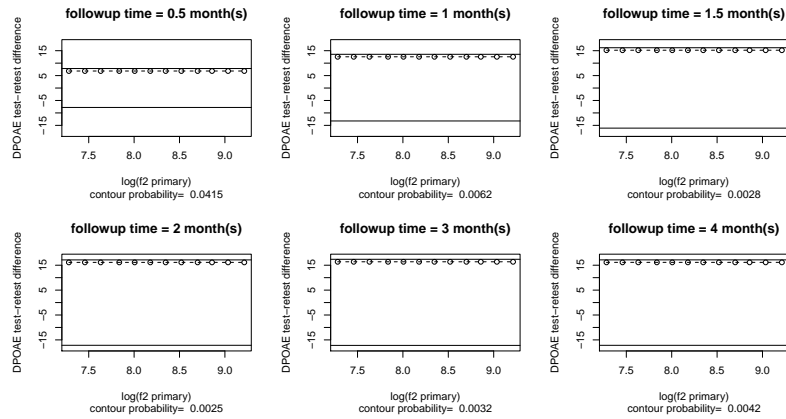 followup time = 0.5 month(s)
DPOAE test−retest difference
15
5
−5
−15
7.5 8.0 8.5 9.0
log(f2 primary)
contour probability= 0.0415
followup time = 1 month(s)
DPOAE test−retest difference
15
5
−5
−15
7.5 8.0 8.5 9.0
log(f2 primary)
contour probability= 0.0062
followup time = 1.5 month(s)
DPOAE test−retest difference
15
5
−5
−15
7.5 8.0 8.5 9.0
log(f2 primary)
contour probability= 0.0028
followup time = 2 month(s)
DPOAE test−retest difference
15
5
−15
7.5 8.0 8.5 9.0
log(f2 primary)
contour probability= 0.0025
followup time = 3 month(s)
DPOAE test−retest difference
15
5
−15
7.5 8.0 8.5 9.0
log(f2 primary)
contour probability= 0.0032
followup time = 4 month(s)
DPOAE test−retest difference
15
5
−15
7.5 8.0 8.5 9.0
log(f2 primary)
contour probability= 0.0042